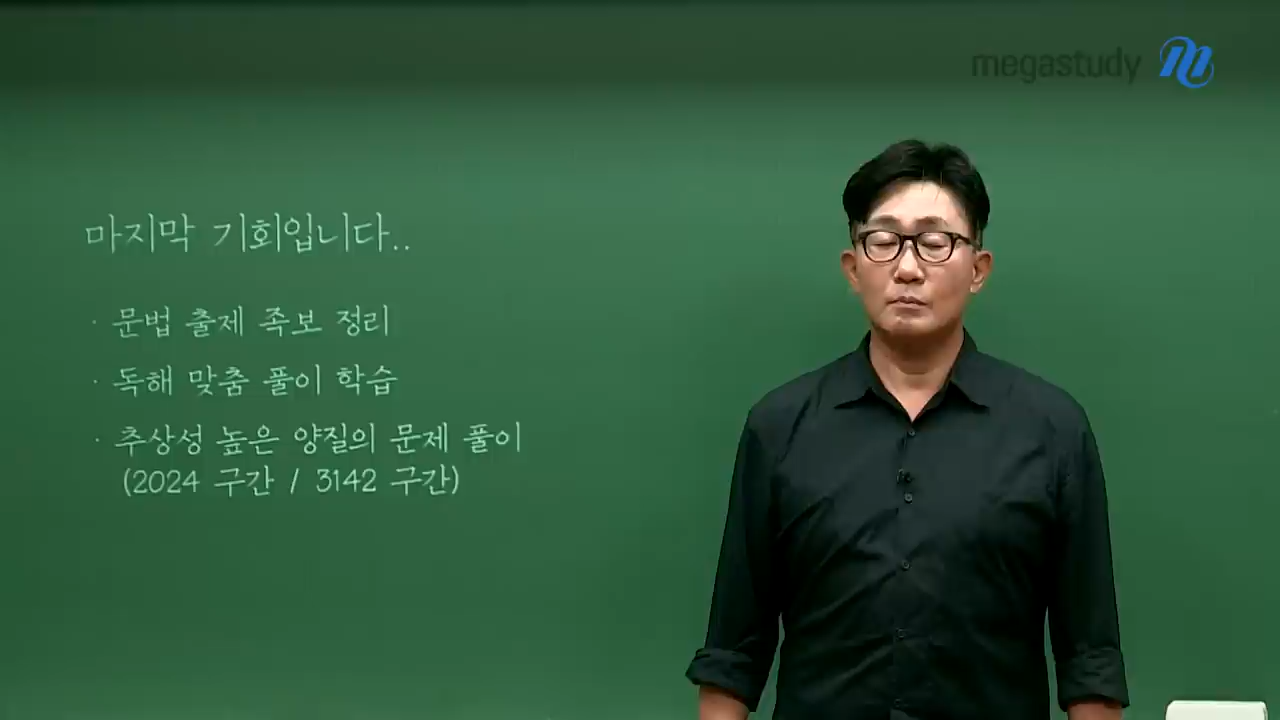 megastudy
마지막 기회입니다..
· 문법 출제 족보 정리
· 독해 맞춤 풀이 학습
· 추상성 높은 양질의 문제 풀이
(2024 구간 / 3142 구간)